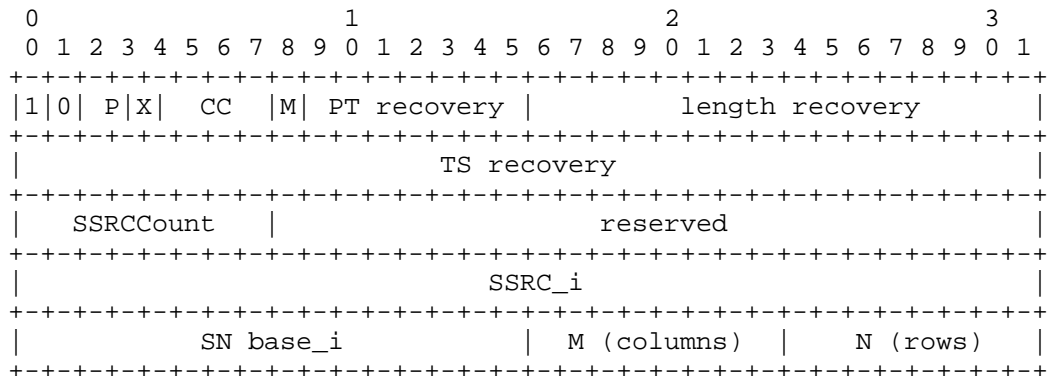 0                   1                   2                   3
 0 1 2 3 4 5 6 7 8 9 0 1 2 3 4 5 6 7 8 9 0 1 2 3 4 5 6 7 8 9 0 1
+-+-+-+-+-+-+-+-+-+-+-+-+-+-+-+-+-+-+-+-+-+-+-+-+-+-+-+-+-+-+-+-+
|1|0| P|X|  CC   |M| PT recovery |         length recovery       |
+-+-+-+-+-+-+-+-+-+-+-+-+-+-+-+-+-+-+-+-+-+-+-+-+-+-+-+-+-+-+-+-+
|                          TS recovery                          |
+-+-+-+-+-+-+-+-+-+-+-+-+-+-+-+-+-+-+-+-+-+-+-+-+-+-+-+-+-+-+-+-+
|   SSRCCount   |                    reserved                   |
+-+-+-+-+-+-+-+-+-+-+-+-+-+-+-+-+-+-+-+-+-+-+-+-+-+-+-+-+-+-+-+-+
|                             SSRC_i                            |
+-+-+-+-+-+-+-+-+-+-+-+-+-+-+-+-+-+-+-+-+-+-+-+-+-+-+-+-+-+-+-+-+
|           SN base_i           |  M (columns)  |    N (rows)   |
+-+-+-+-+-+-+-+-+-+-+-+-+-+-+-+-+-+-+-+-+-+-+-+-+-+-+-+-+-+-+-+-+